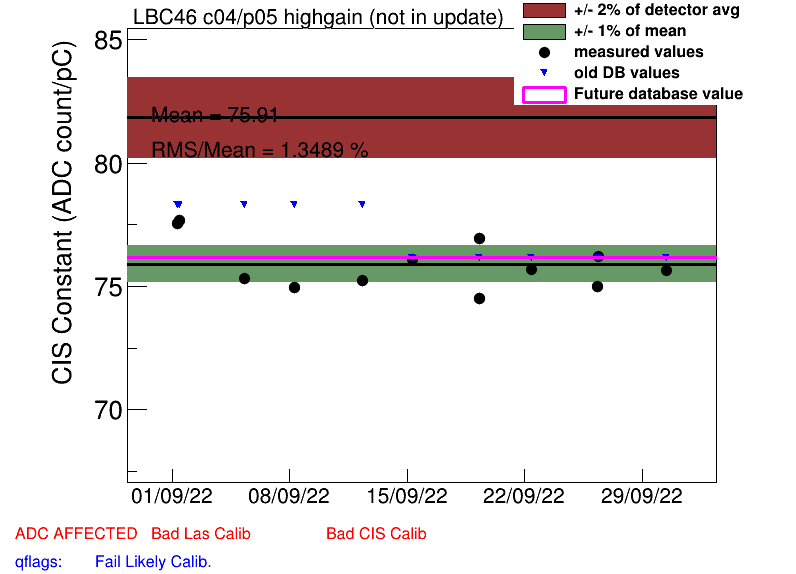 LBC46 c04/p05 highgain (not in update)
+/- 2% of detector avg
+/- 1% of mean
measured values
old DB values
Future database value
CIS Constant (ADC count/pC)
85
80
75
70
Mean = 75.91
RMS/Mean = 1.3489 %
01/09/22 08/09/22 15/09/22 22/09/22 29/09/22
ADC AFFECTED Bad Las Calib Bad CIS Calib
qflags: Fail Likely Calib.